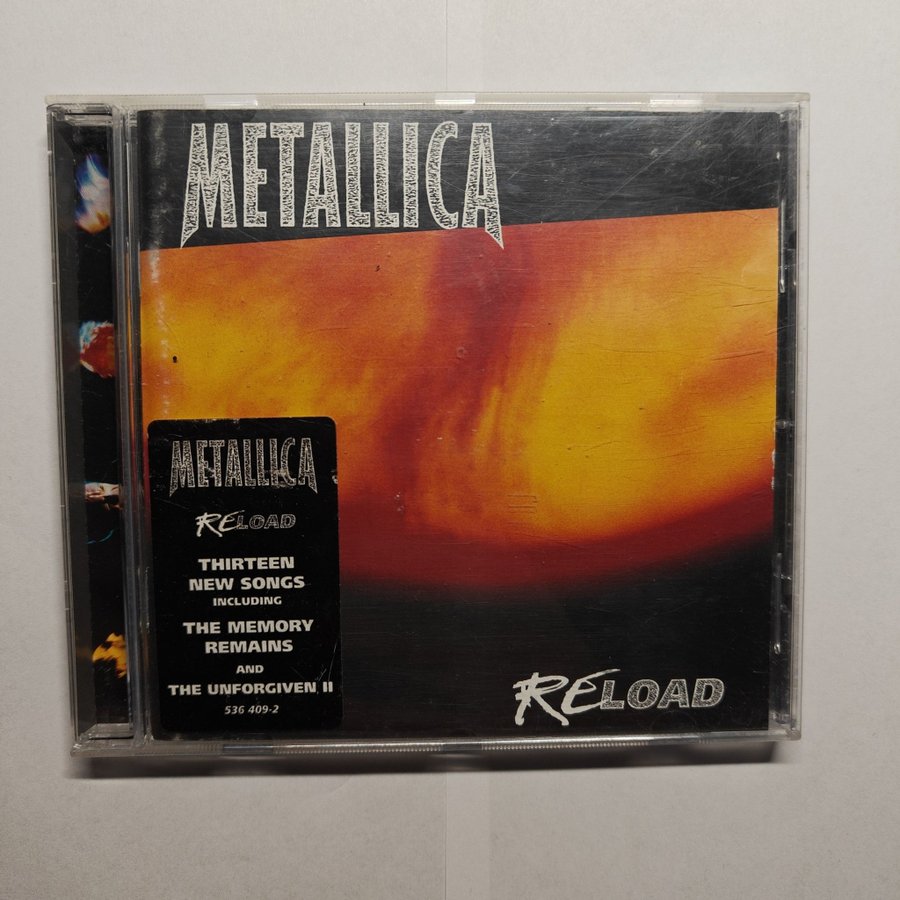 METALLICA
METALLICA
RELOAD
THIRTEEN
NEW SONGS
INCLUDING
THE MEMORY
REMAINS
AND
THE UNFORGIVEN II
536 409-2
RELOAD